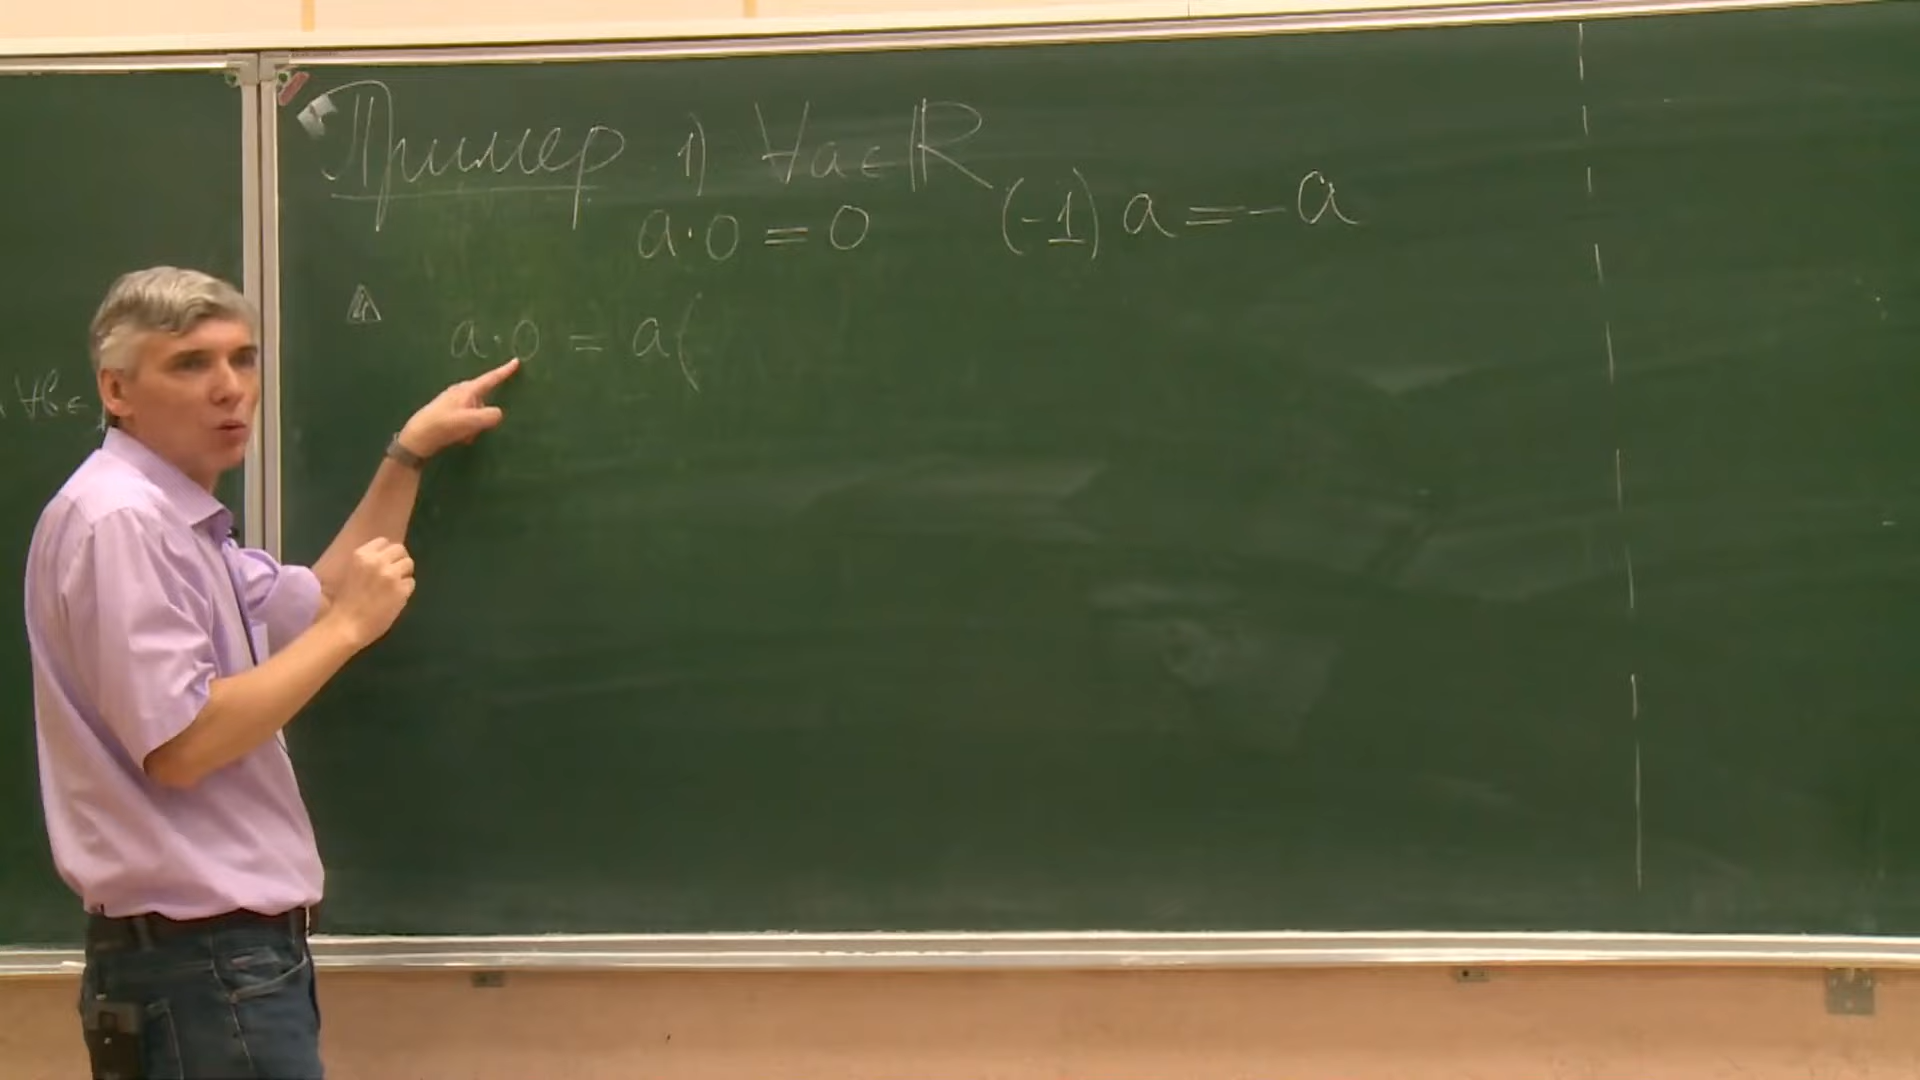 ∀b∈
Пример 1) ∀a∈ℝ
a·0=0 (-1)a=-a
a·0 = a(